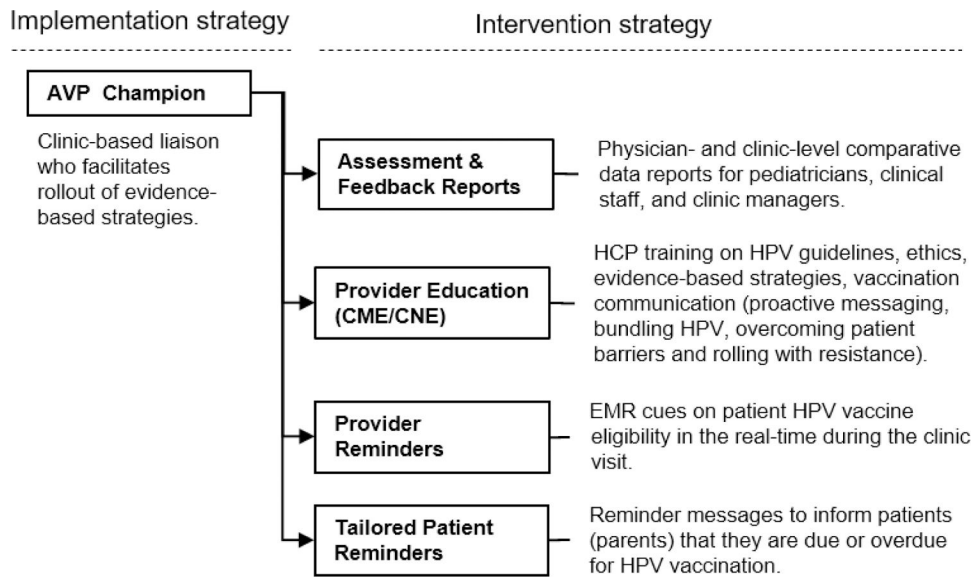 Implementation strategy
Intervention strategy
AVP Champion
Clinic-based liaison
who facilitates
rollout of evidence-
based strategies.
Assessment &
Feedback Reports
Physician- and clinic-level comparative
data reports for pediatricians, clinical
staff, and clinic managers.
Provider Education
(CME/CNE)
HCP training on HPV guidelines, ethics,
evidence-based strategies, vaccination
communication (proactive messaging,
bundling HPV, overcoming patient
barriers and rolling with resistance).
Provider
Reminders
EMR cues on patient HPV vaccine
eligibility in the real-time during the clinic
visit.
Tailored Patient
Reminders
Reminder messages to inform patients
(parents) that they are due or overdue
for HPV vaccination.